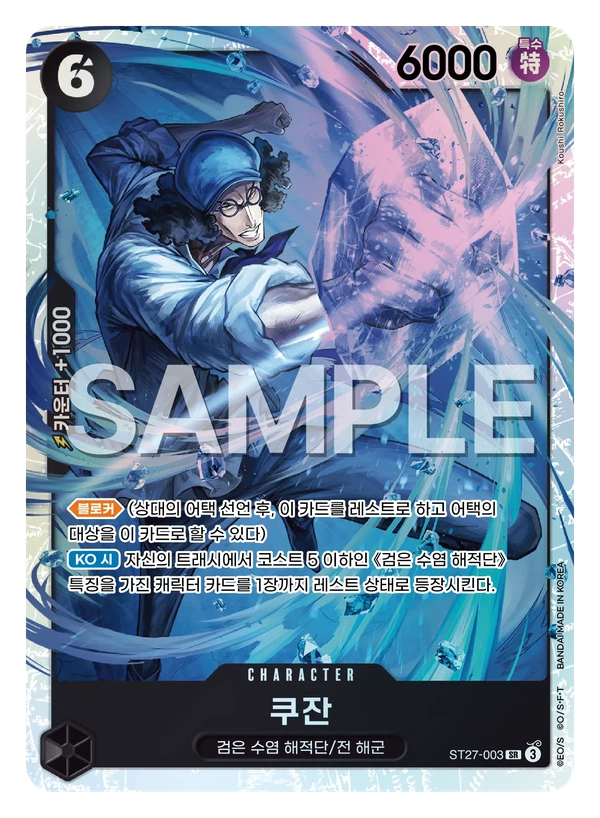 6
6000
특수
特
Koushi Rokushiro
카운터 +1000
SAMPLE
블로커 (상대의 어택 선언 후, 이 카드를 레스트로 하고 어택의
대상을 이 카드로 할 수 있다)
KO 시 자신의 트래시에서 코스트 5 이하인 《검은 수염 해적단》
특징을 가진 캐릭터 카드를 1장까지 레스트 상태로 등장시킨다.
CHARACTER
쿠잔
검은 수염 해적단/전 해군
ST27-003 SR 3
©EO/S ©O/S·F·T BANDAI MADE IN KOREA